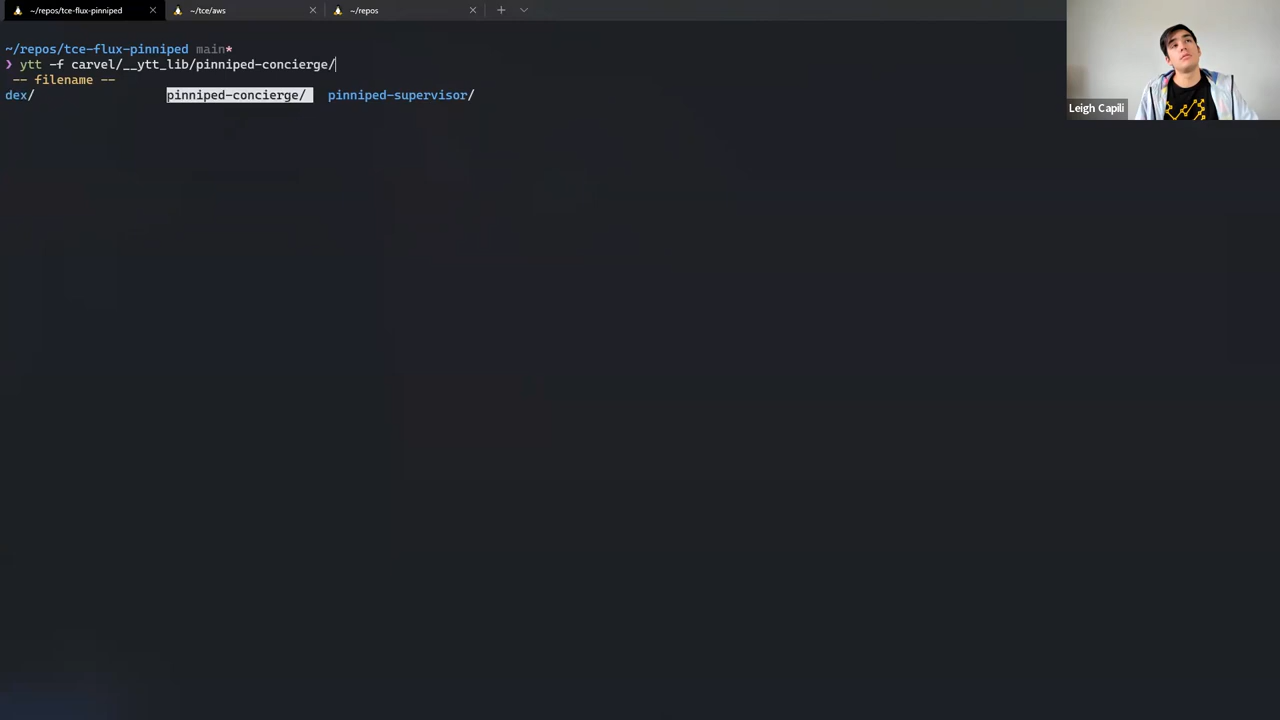 ~/repos/tce-flux-pinniped
~/tce/aws
~/repos
~/repos/tce-flux-pinniped main*
❯ ytt -f carvel/__ytt_lib/pinniped-concierge/
-- filename --
dex/ pinniped-concierge/ pinniped-supervisor/
Leigh Capili